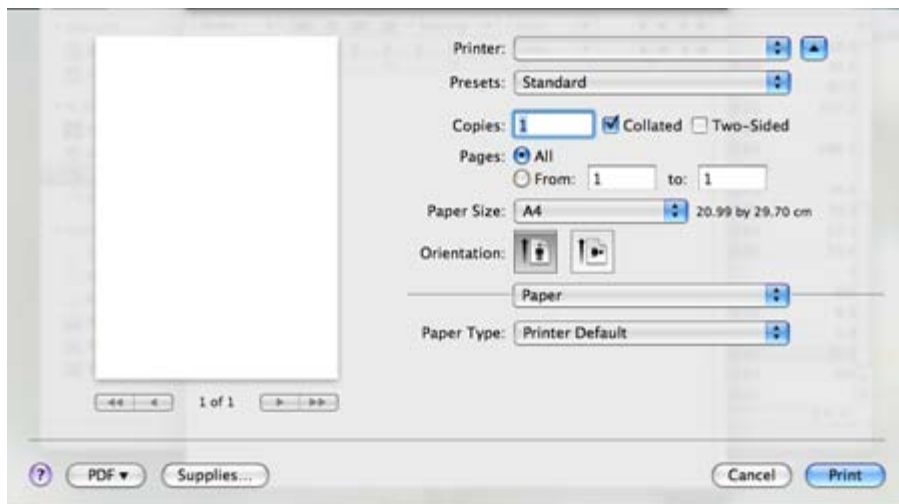 Printer:
Presets: Standard
Copies: 1 Collated Two-Sided
Pages: All
From: 1 to: 1
Paper Size: A4 20.99 by 29.70 cm
Orientation:
Paper
Paper Type: Printer Default
1 of 1
? PDF Supplies... Cancel Print